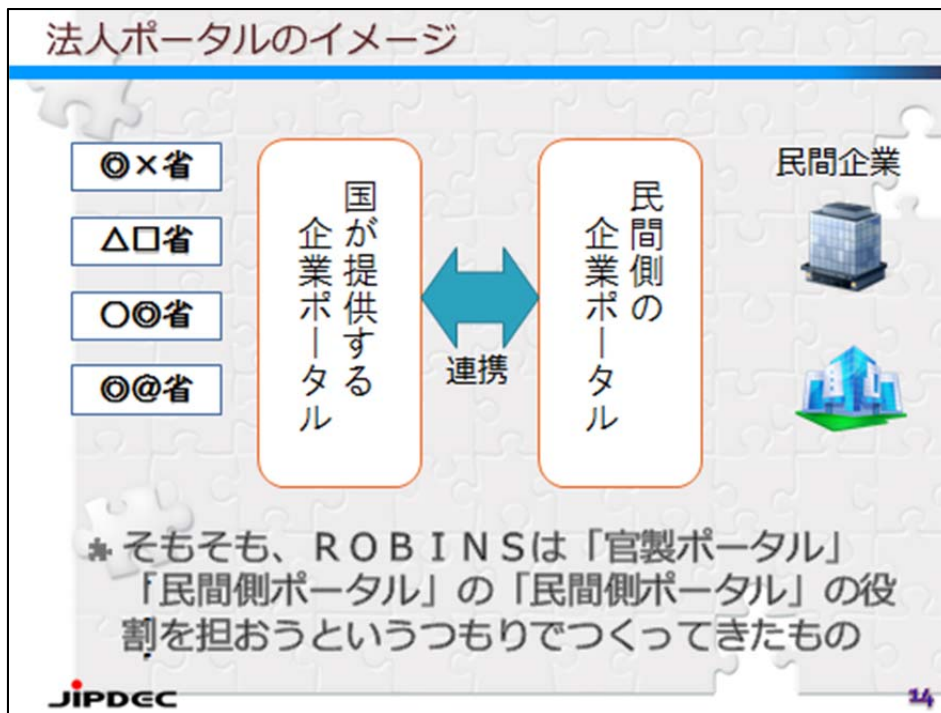 法人ポータルのイメージ
◎×省
△□省
○◎省
◎@省
国が提供する
企業ポータル
連携
民間側の
企業ポータル
民間企業
そもそも、ＲＯＢＩＮＳは「官製ポータル」
「民間側ポータル」の「民間側ポータル」の役
割を担おうというつもりでつくってきたもの
JIPDEC
14